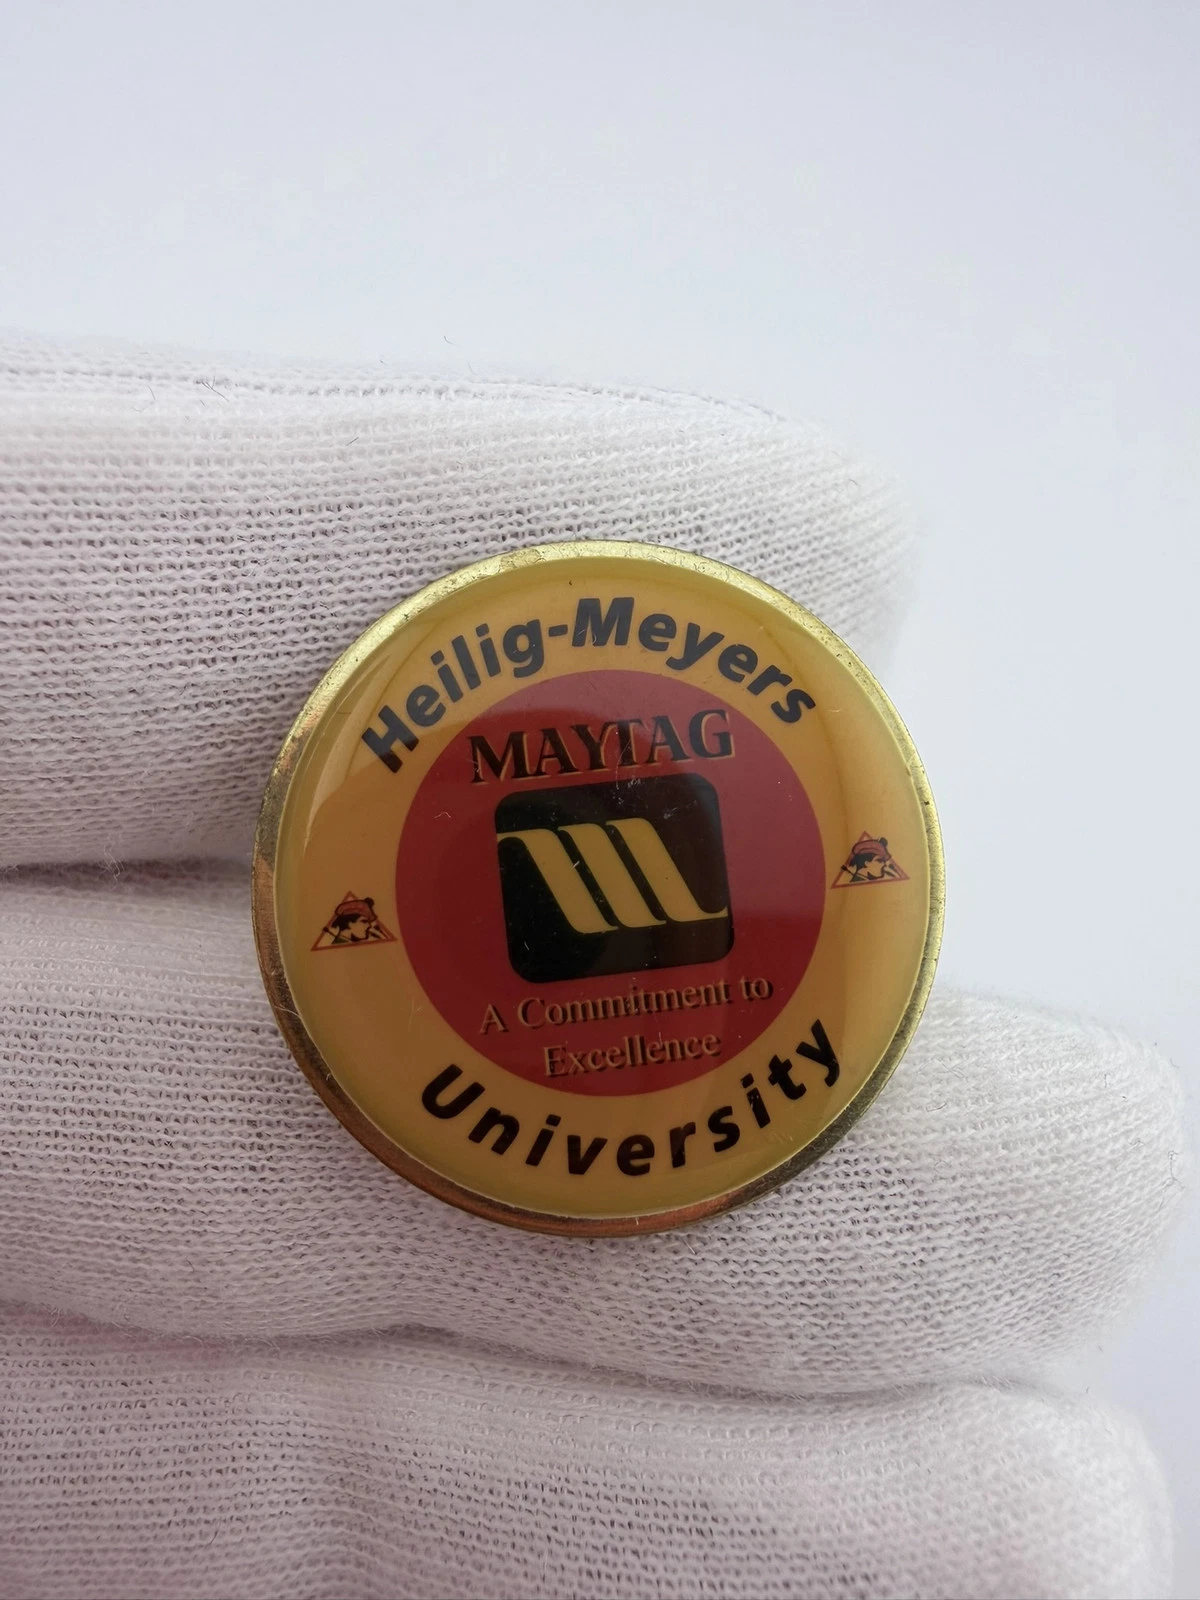 Heilig-Meyers
MAYTAG
A Commitment to
Excellence
University